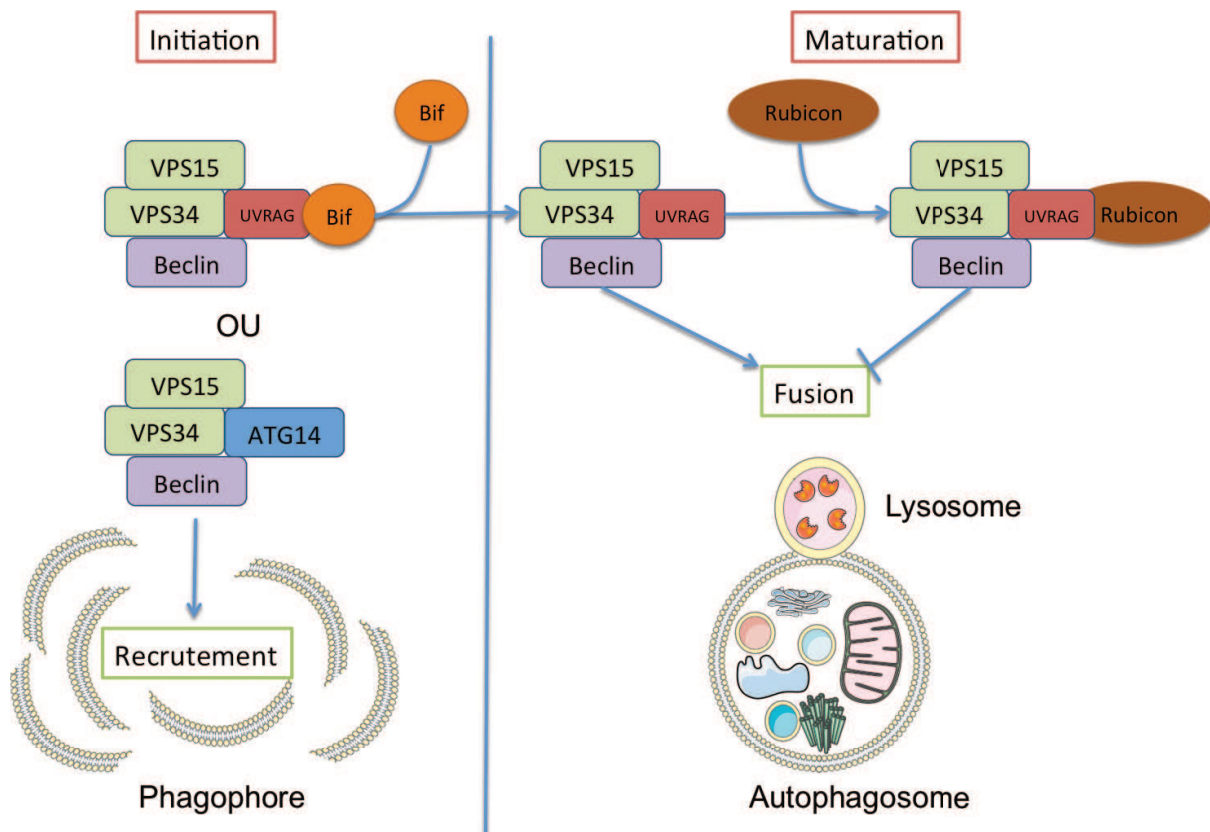 Initiation
Bif
VPS15
VPS34
UVRAG
Bif
Beclin
OU
VPS15
VPS34
ATG14
Beclin
Recrutement
Phagophore
Maturation
Rubicon
VPS15
VPS34
UVRAG
Beclin
VPS15
VPS34
UVRAG
Rubicon
Beclin
Fusion
Lysosome
Autophagosome